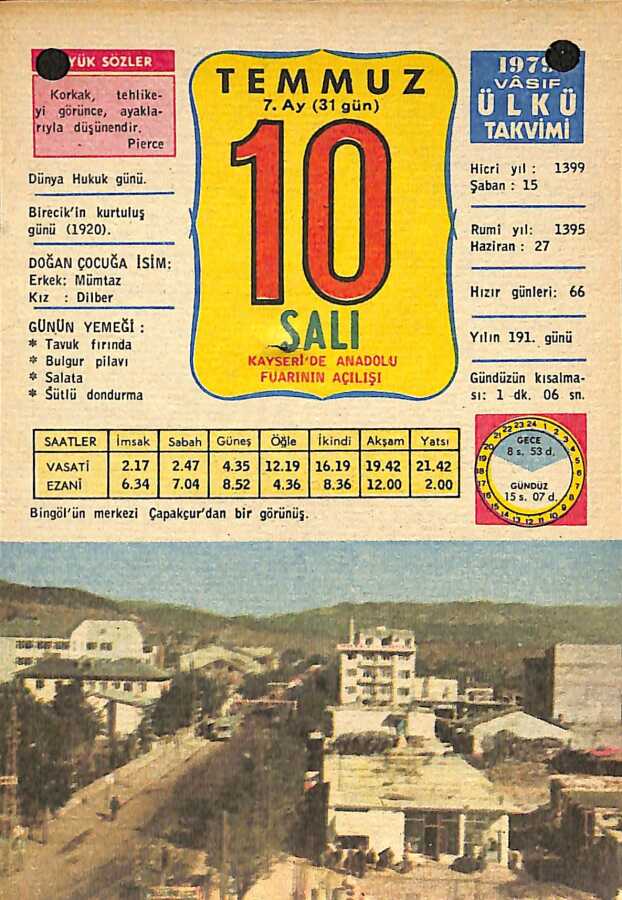 YÜK SÖZLER
Korkak, tehlike-
yi görünce, ayakla-
rıyla düşünendir.
- Pierce
Dünya Hukuk günü.
Birecik'in kurtuluş
günü (1920).
DOĞAN ÇOCUĞA İSİM:
Erkek: Mümtaz
Kız : Dilber
GÜNÜN YEMEĞİ :
* Tavuk fırında
* Bulgur pilavı
* Salata
* Sütlü dondurma
TEMMUZ
7. Ay (31 gün)
10
SALI
KAYSERİ'DE ANADOLU
FUARININ AÇILIŞI
1979
VÂSIF
ÜLKÜ
TAKVİMİ
Hicri yıl : 1399
Şaban : 15
Rumi yıl: 1395
Haziran : 27
Hızır günleri: 66
Yılın 191. günü
Gündüzün kısalma-
sı: 1 dk. 06 sn.
SAATLER İmsak Sabah Güneş Öğle İkindi Akşam Yatsı
VASATİ 2.17 2.47 4.35 12.19 16.19 19.42 21.42
EZANİ 6.34 7.04 8.52 4.36 8.36 12.00 2.00
GECE
8 s. 53 d.
GÜNDÜZ
15 s. 07 d.
Bingöl'ün merkezi Çapakçur'dan bir görünüş.